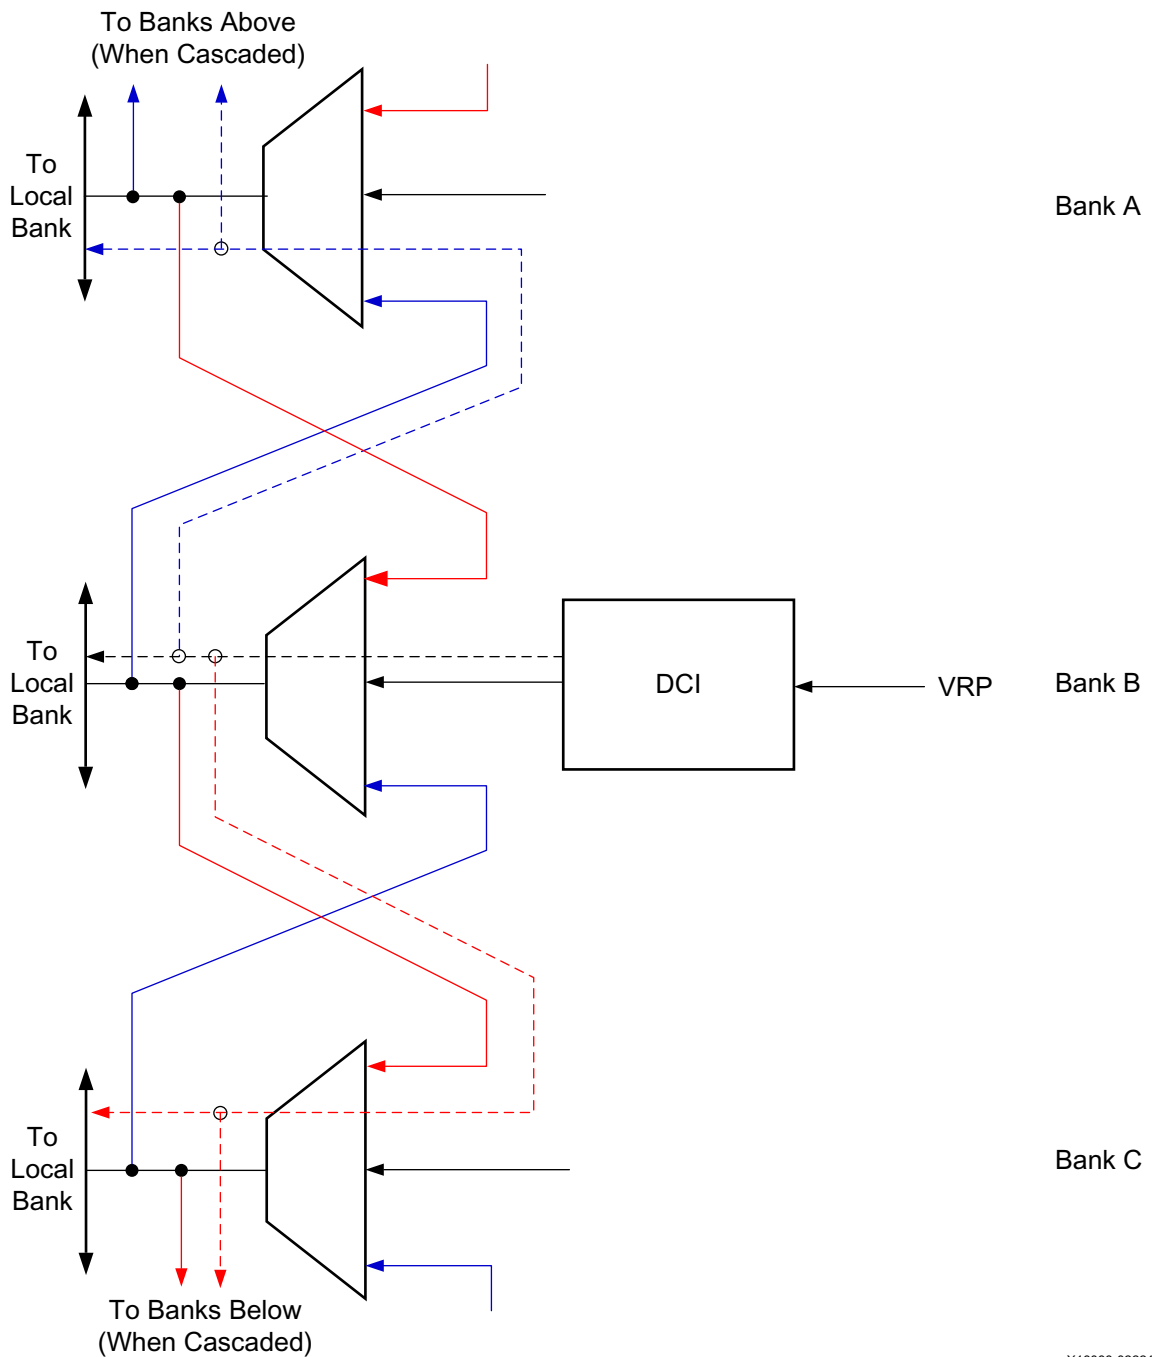 To Banks Above
(When Cascaded)
To
Local
Bank
Bank A
To
Local
Bank
DCI
VRP
Bank B
To
Local
Bank
Bank C
To Banks Below
(When Cascaded)